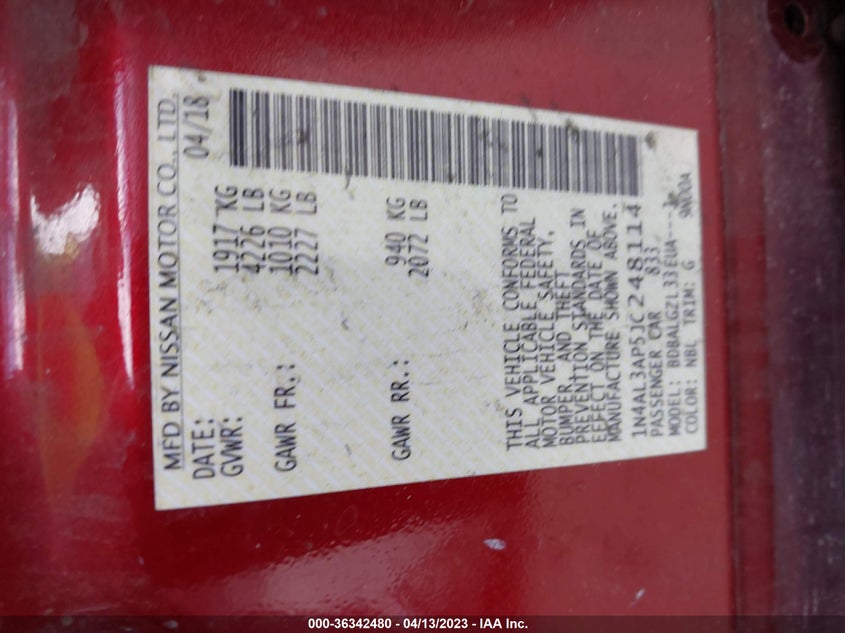 MFD BY NISSAN MOTOR CO., LTD.
DATE: 04/18
GVWR: 1917 KG
4226 LB
GAWR FR.: 1010 KG
2227 LB
GAWR RR.: 940 KG
2072 LB
THIS VEHICLE CONFORMS TO
ALL APPLICABLE FEDERAL
MOTOR VEHICLE SAFETY,
BUMPER, AND THEFT
PREVENTION STANDARDS IN
EFFECT ON THE DATE OF
MANUFACTURE SHOWN ABOVE.
1N4AL3AP5JC248114
PASSENGER CAR 833
MODEL: BDBALGZL33EUA----
COLOR: NBL TRIM: G
000-36342480 - 04/13/2023 - IAA Inc.